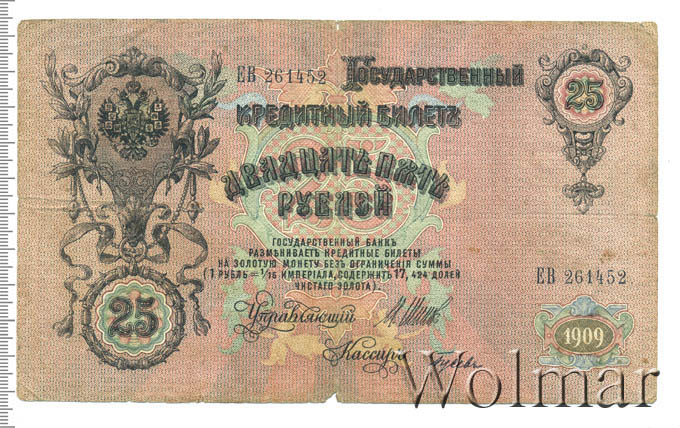 ЕВ 261452
Государственный
25
Кредитный билетъ
Двадцать пять
рублей
ГОСУДАРСТВЕННЫЙ БАНКЪ
РАЗМѢНИВАЕТЪ КРЕДИТНЫЕ БИЛЕТЫ
НА ЗОЛОТУЮ МОНЕТУ БЕЗЪ ОГРАНИЧЕНІЯ СУММЫ
(1 РУБЛЬ = 1/15 ИМПЕРІАЛА, СОДЕРЖИТЪ 17,424 ДОЛЕЙ
ЧИСТАГО ЗОЛОТА).
ЕВ 261452
25
Управляющій
1909
Кассиръ
Wolmar